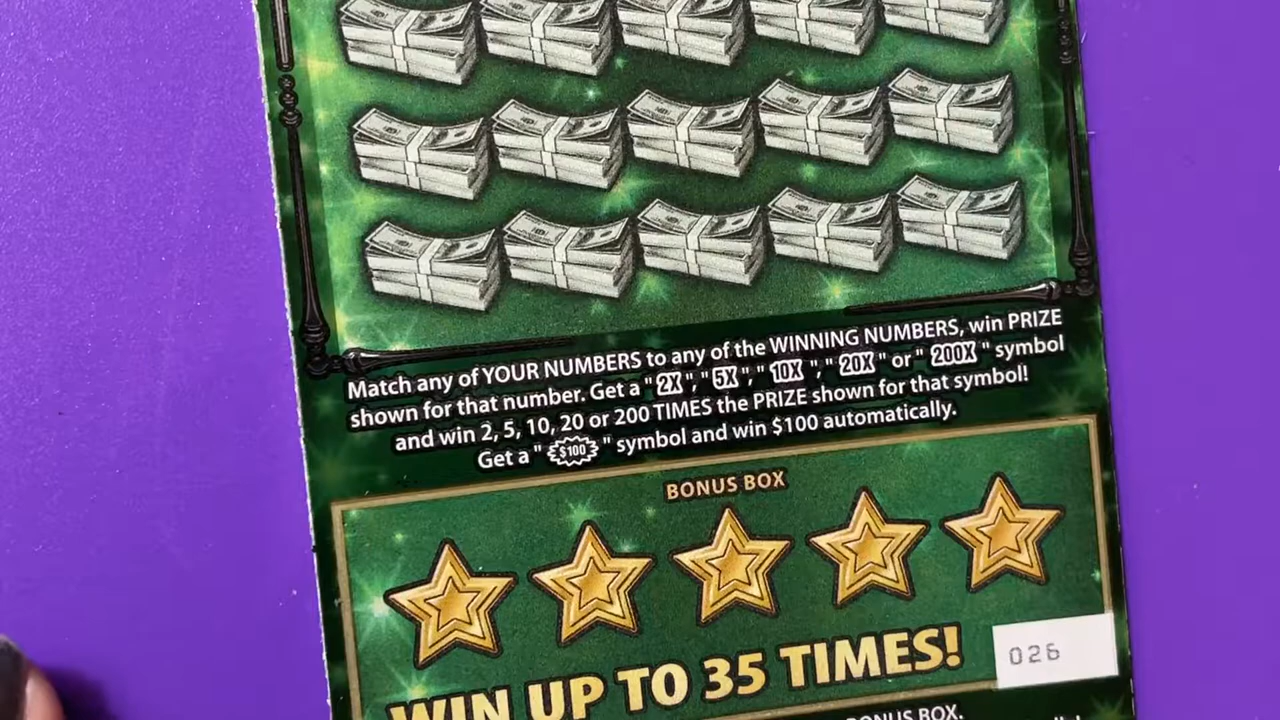 Match any of YOUR NUMBERS to any of the WINNING NUMBERS, win PRIZE
shown for that number. Get a "2X", "5X", "10X", "20X" or "200X" symbol
and win 2, 5, 10, 20 or 200 TIMES the PRIZE shown for that symbol!
Get a "$100" symbol and win $100 automatically.
BONUS BOX
WIN UP TO 35 TIMES!
026
BONUS BOX.